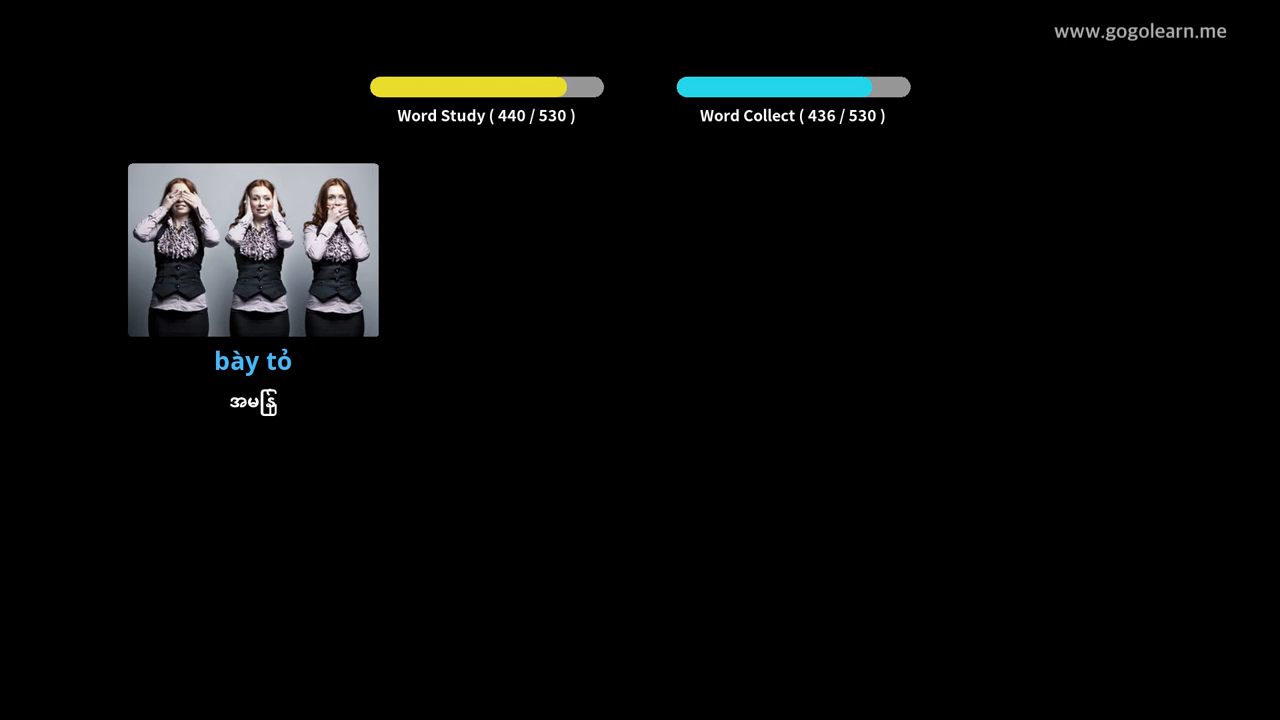 www.gogolearn.me
Word Study ( 440 / 530 )
Word Collect ( 436 / 530 )
bày tỏ
အမိန့်